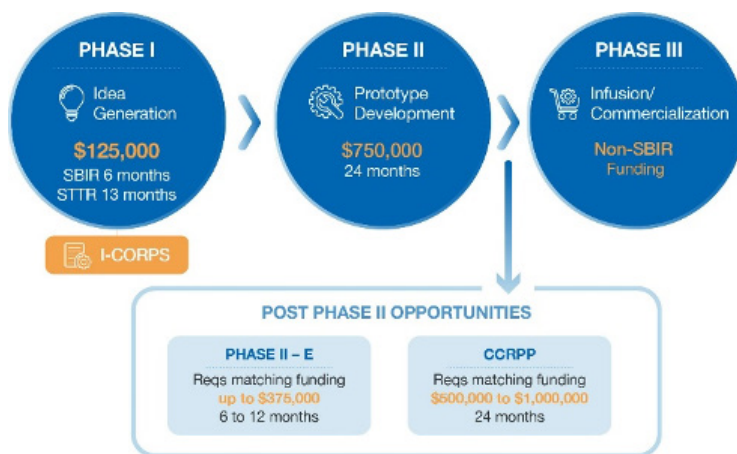 PHASE I
Idea
Generation
$125,000
SBIR 6 months
STTR 13 months
I-CORPS
PHASE II
Prototype
Development
$750,000
24 months
PHASE III
Infusion/
Commercialization
Non-SBIR
Funding
POST PHASE II OPPORTUNITIES
PHASE II – E
Reqs matching funding
up to $375,000
6 to 12 months
CCRPP
Reqs matching funding
$500,000 to $1,000,000
24 months